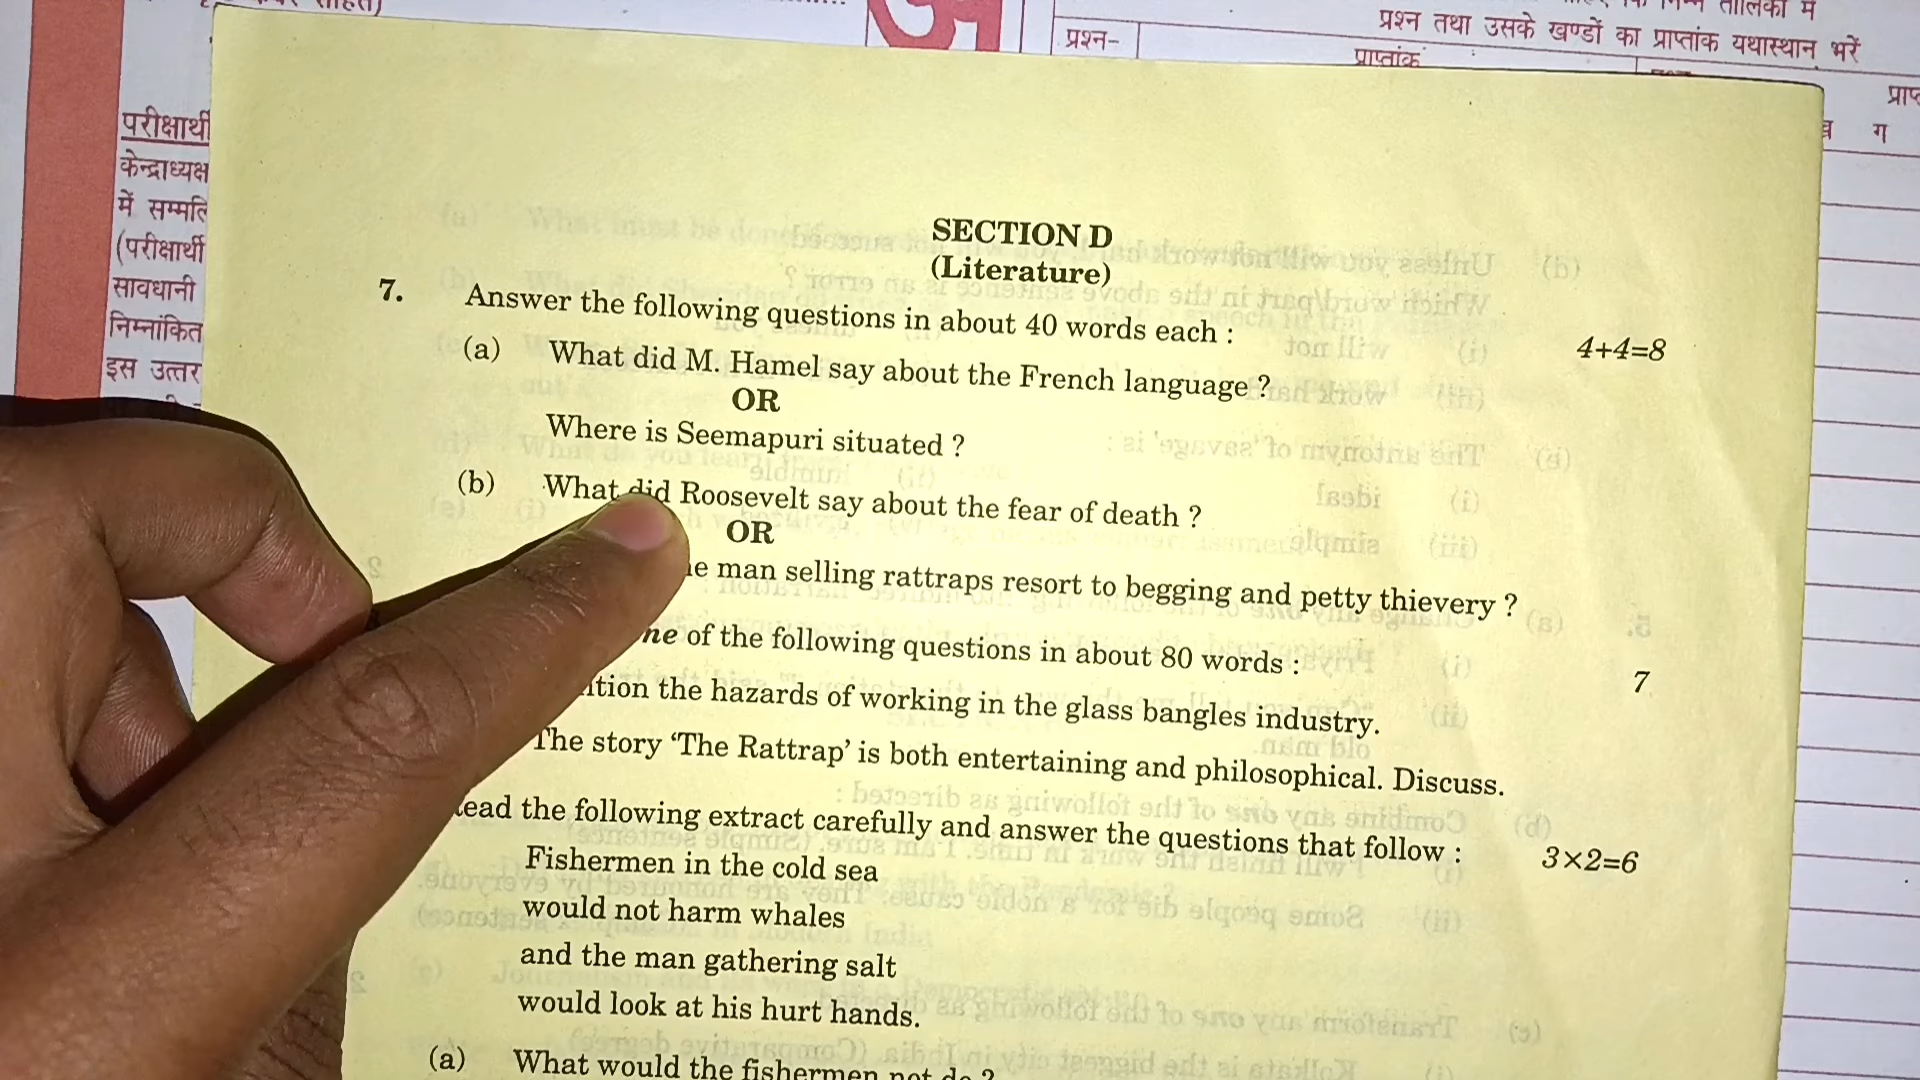 प्रश्न तथा उसके खण्डों का प्राप्तांक यथास्थान भरें
प्रश्न-
प्राप्तांक
ग
परीक्षार्थी
केन्द्राध्यक्ष
में सम्मलि
(परीक्षार्थी
सावधानी
निम्नांकित
इस उत्तर
SECTION D
(Literature)
7. Answer the following questions in about 40 words each : 4+4=8
(a) What did M. Hamel say about the French language ?
OR
Where is Seemapuri situated ?
(b) What did Roosevelt say about the fear of death ?
OR
man selling rattraps resort to begging and petty thievery ?
of the following questions in about 80 words : 7
the hazards of working in the glass bangles industry.
The story ‘The Rattrap’ is both entertaining and philosophical. Discuss.
the following extract carefully and answer the questions that follow : 3×2=6
Fishermen in the cold sea
would not harm whales
and the man gathering salt
would look at his hurt hands.
(a) What would the fishermen not do ?